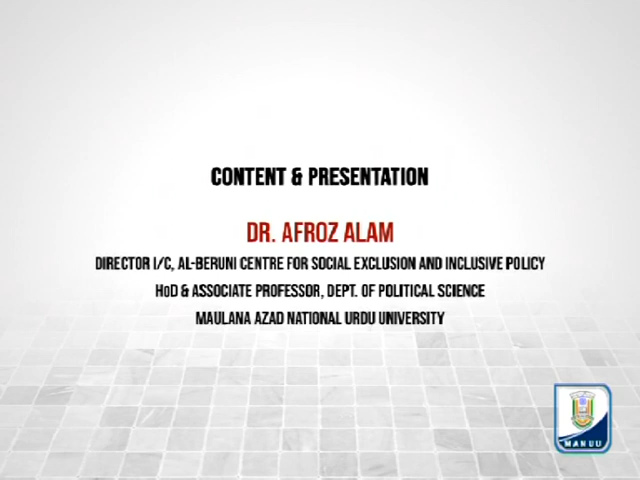 CONTENT & PRESENTATION
DR. AFROZ ALAM
DIRECTOR I/C, AL-BERUNI CENTRE FOR SOCIAL EXCLUSION AND INCLUSIVE POLICY
HoD & ASSOCIATE PROFESSOR, DEPT. OF POLITICAL SCIENCE
MAULANA AZAD NATIONAL URDU UNIVERSITY
MANUU